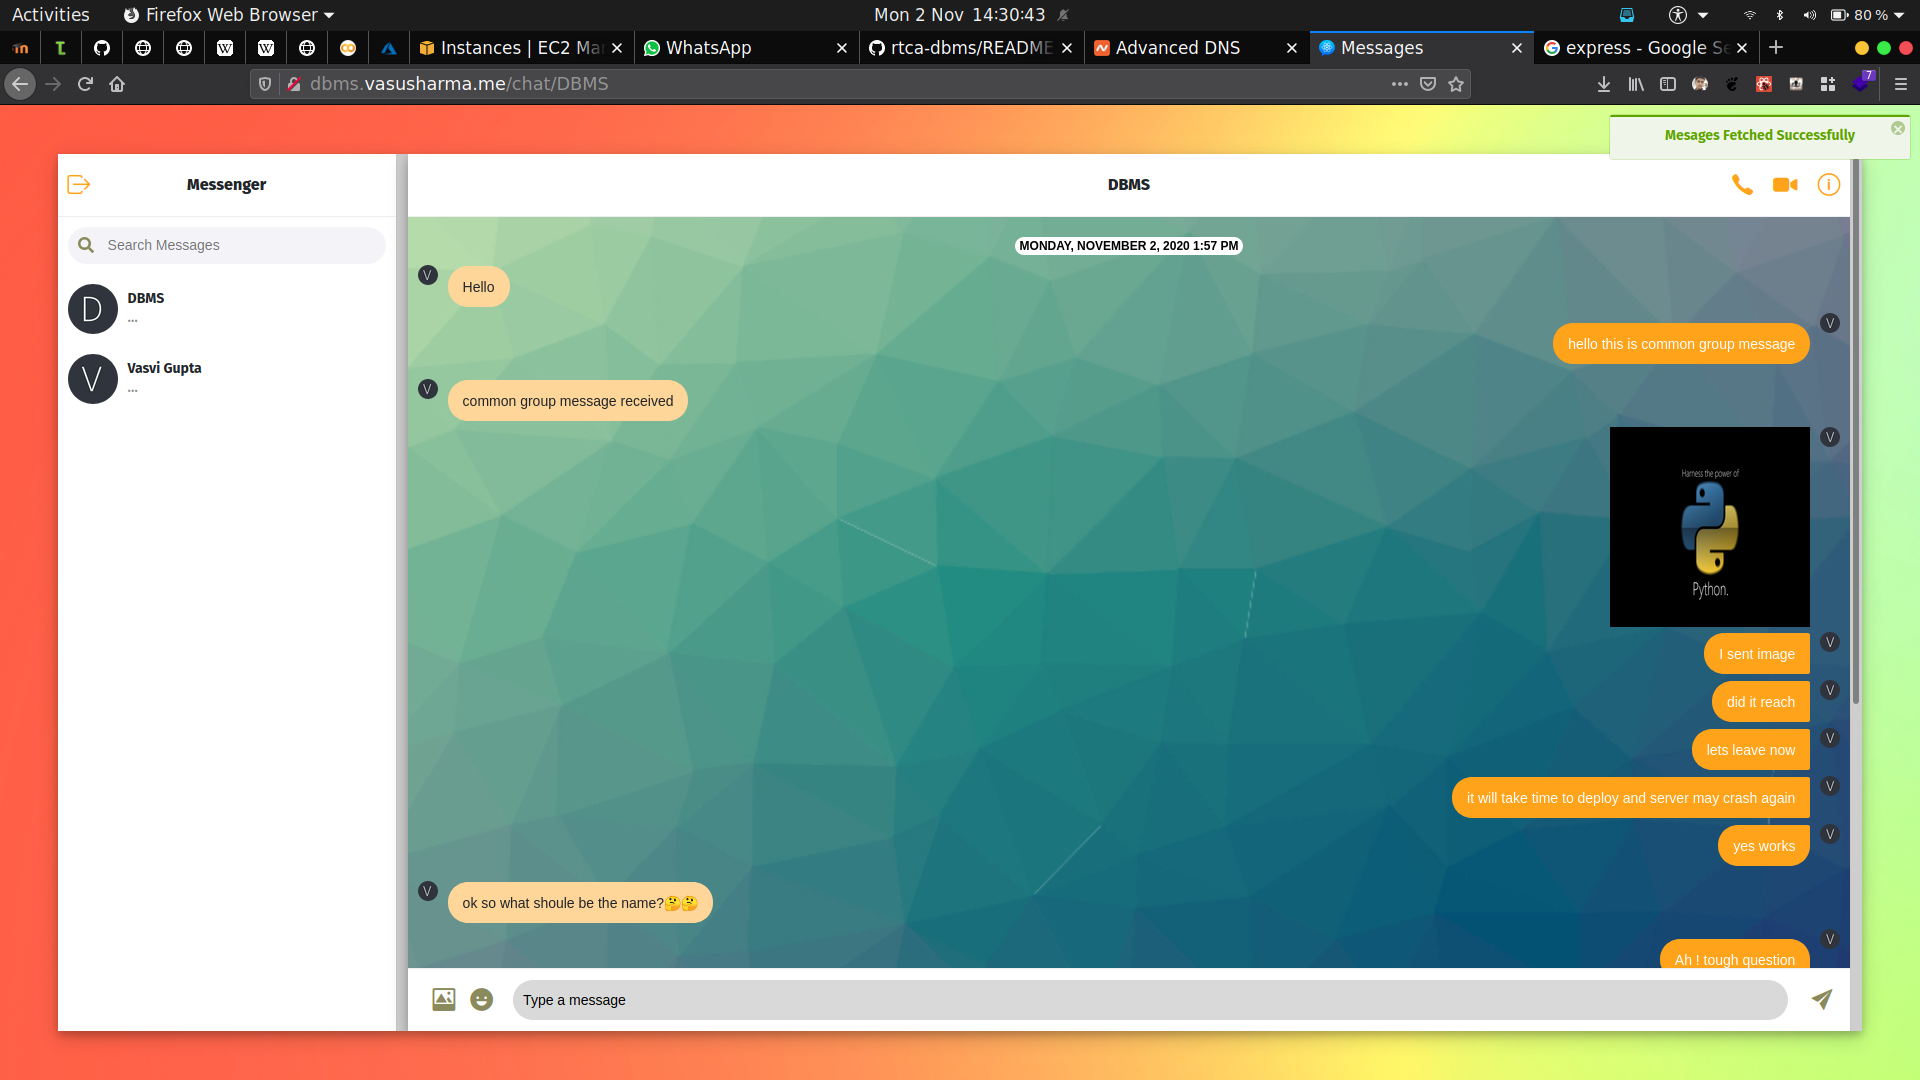 Activities Firefox Web Browser Mon 2 Nov 14:30:43 80 %
Instances | EC2 Ma WhatsApp rtca-dbms/README Advanced DNS Messages express - Google Se
dbms.vasusharma.me/chat/DBMS 7
Mesages Fetched Successfully
Messenger
DBMS
Search Messages
D DBMS
...
V Vasvi Gupta
...
MONDAY, NOVEMBER 2, 2020 1:57 PM
V Hello
hello this is common group message V
V common group message received
V
Harness the power of
Python.
I sent image V
did it reach V
lets leave now V
it will take time to deploy and server may crash again V
yes works V
V ok so what shoule be the name?🤔🤔
Ah ! tough question V
Type a message